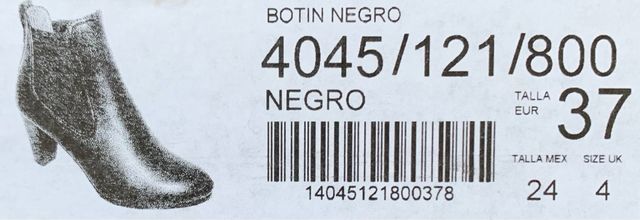 BOTIN NEGRO
4045/121/800
NEGRO
TALLA EUR 37
TALLA MEX SIZE UK
24 4
14045121800378